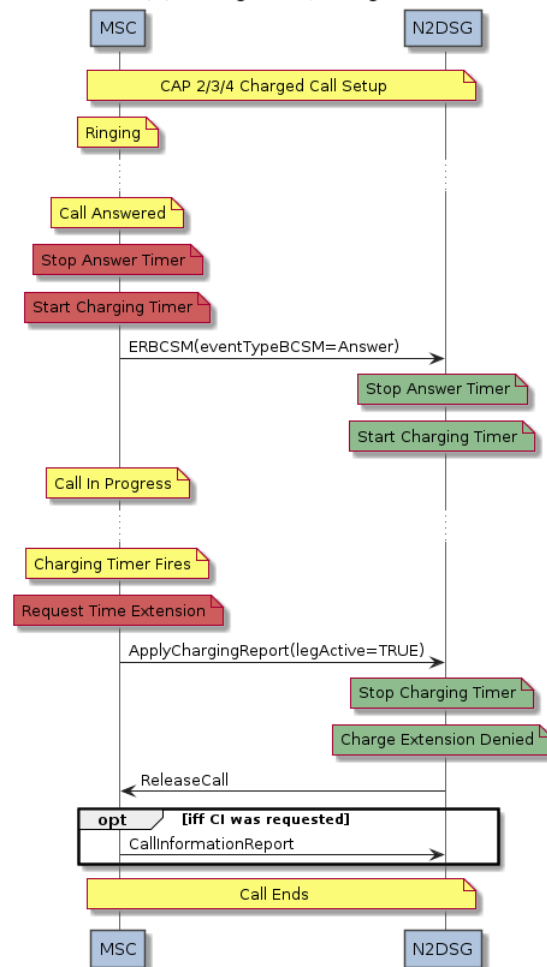 MSC N2DSG
CAP 2/3/4 Charged Call Setup
Ringing
Call Answered
Stop Answer Timer
Start Charging Timer
ERBCSM(eventTypeBCSM=Answer)
Stop Answer Timer
Start Charging Timer
Call In Progress
Charging Timer Fires
Request Time Extension
ApplyChargingReport(legActive=TRUE)
Stop Charging Timer
Charge Extension Denied
ReleaseCall
opt [iff CI was requested]
CallInformationReport
Call Ends
MSC N2DSG